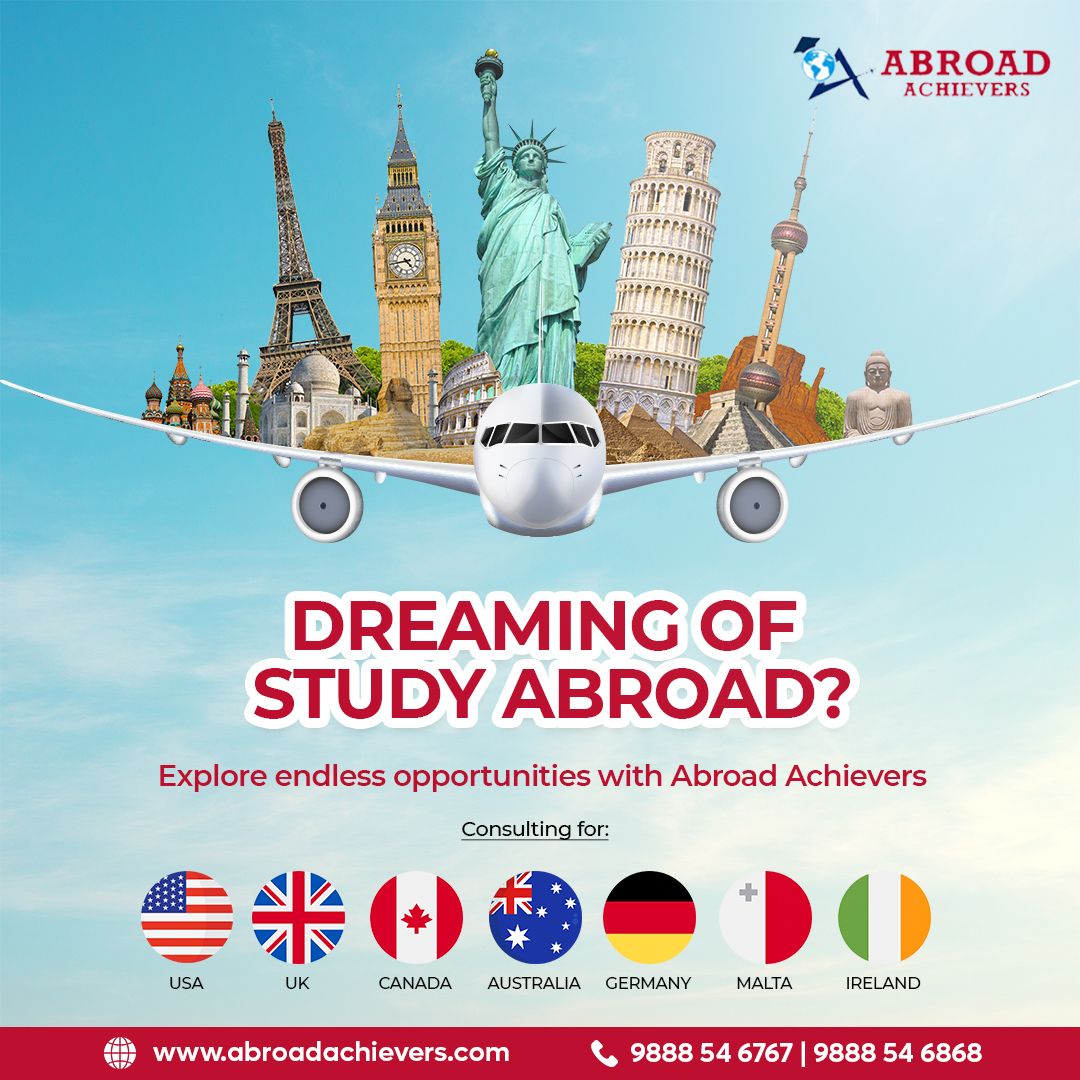 ABROAD
ACHIEVERS
DREAMING OF
STUDY ABROAD?
Explore endless opportunities with Abroad Achievers
Consulting for:
USA UK CANADA AUSTRALIA GERMANY MALTA IRELAND
www.abroadachievers.com 9888 54 6767 | 9888 54 6868